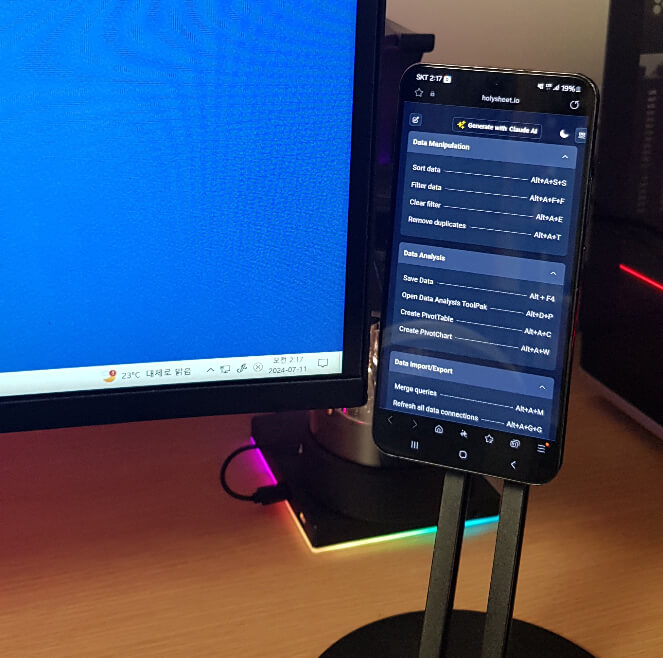 SKT 2:17
19%
holysheet.io
Generate with Claude AI
Data Manipulation
Sort data Alt+A+S+S
Filter data Alt+A+F+F
Clear filter Alt+A+E
Remove duplicates Alt+A+T
Data Analysis
Save Data Alt + F4
Open Data Analysis ToolPak Alt+D+P
Create PivotTable Alt+A+C
Create PivotChart Alt+A+W
Data Import/Export
Merge queries Alt+A+M
Refresh all data connections Alt+A+G+G
23°C 대체로 맑음
오전 2:17
2024-07-11